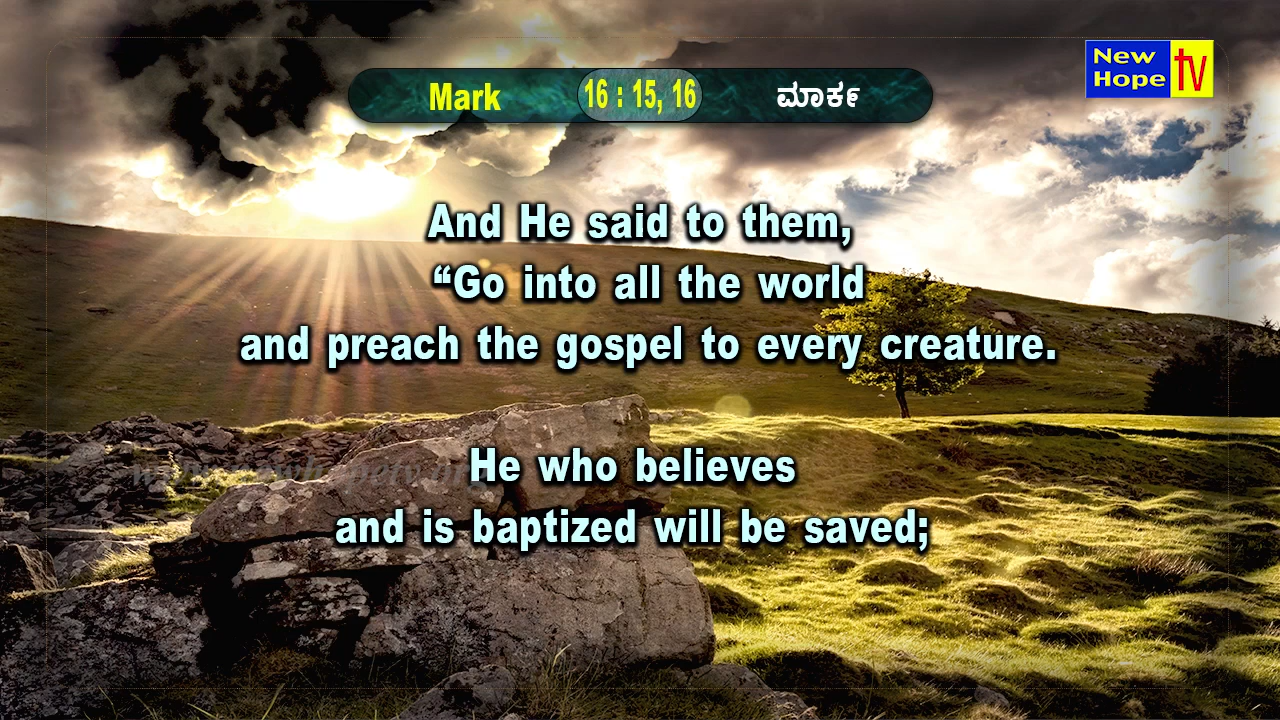 Mark 16 : 15, 16 ಮಾರ್ಕ
New Hope TV
And He said to them,
“Go into all the world
and preach the gospel to every creature.
He who believes
and is baptized will be saved;